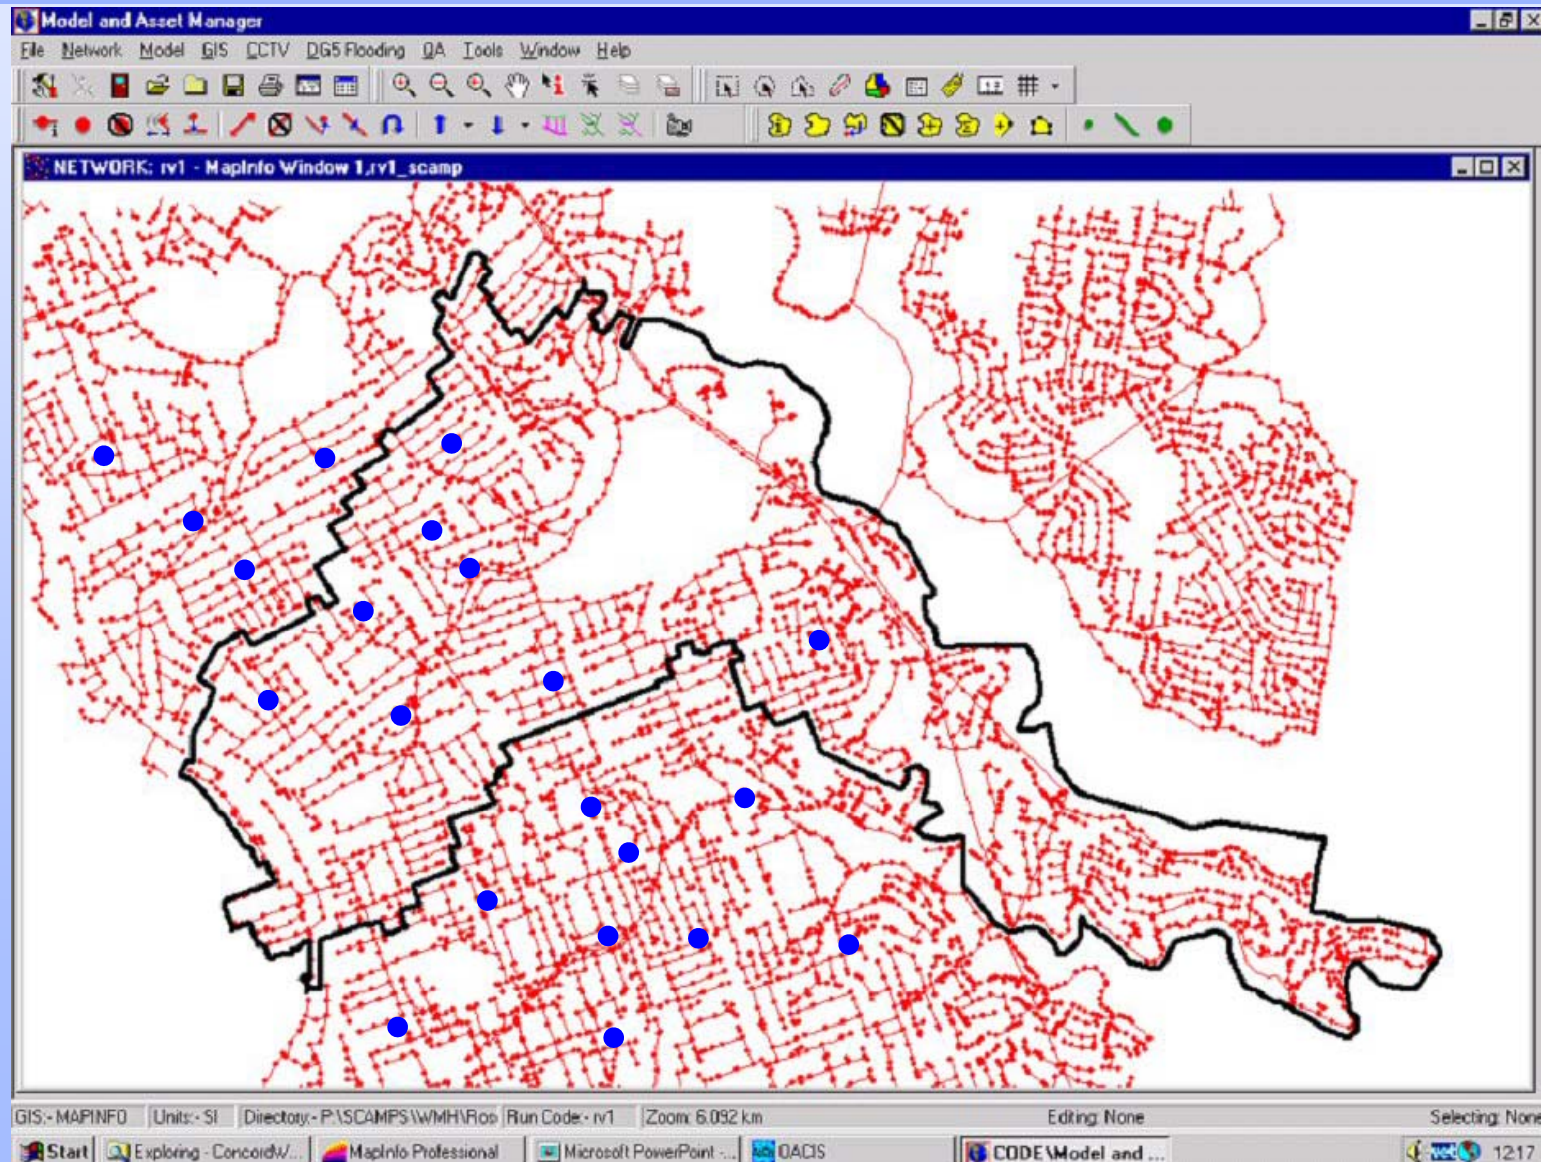 Model and Asset Manager
File Network Model GIS CCTV DG5 Flooding QA Tools Window Help
NETWORK: rv1 - MapInfo Window 1,rv1_scamp
GIS:- MAPINFO Units:- SI Directory:- P:\SCAMPS\WMH\Ros Run Code:- rv1 Zoom: 6.092 km Editing: None Selecting: None
Start Exploring - ConcordW... MapInfo Professional Microsoft PowerPoint -... OACIS CODE\Model and ... 12:17